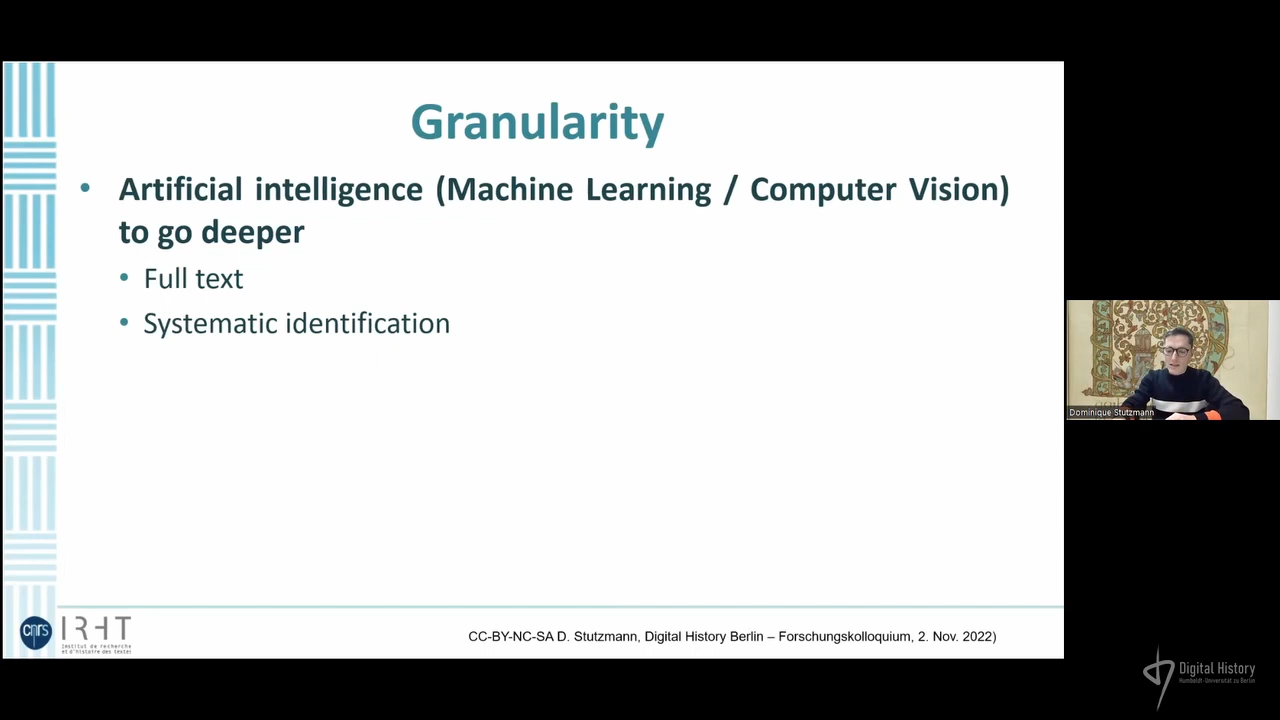 Granularity
• Artificial intelligence (Machine Learning / Computer Vision)
to go deeper
• Full text
• Systematic identification
Dominique Stutzmann
cnrs
IRHT
Institut de recherche
et d'histoire des textes
CC-BY-NC-SA D. Stutzmann, Digital History Berlin – Forschungskolloquium, 2. Nov. 2022)
Digital History
Humboldt-Universität zu Berlin